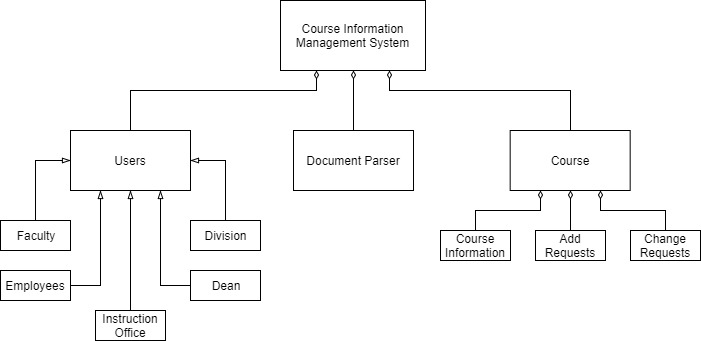 Course Information
Management System
Users
Document Parser
Course
Faculty
Division
Course
Information
Add
Requests
Change
Requests
Employees
Dean
Instruction
Office